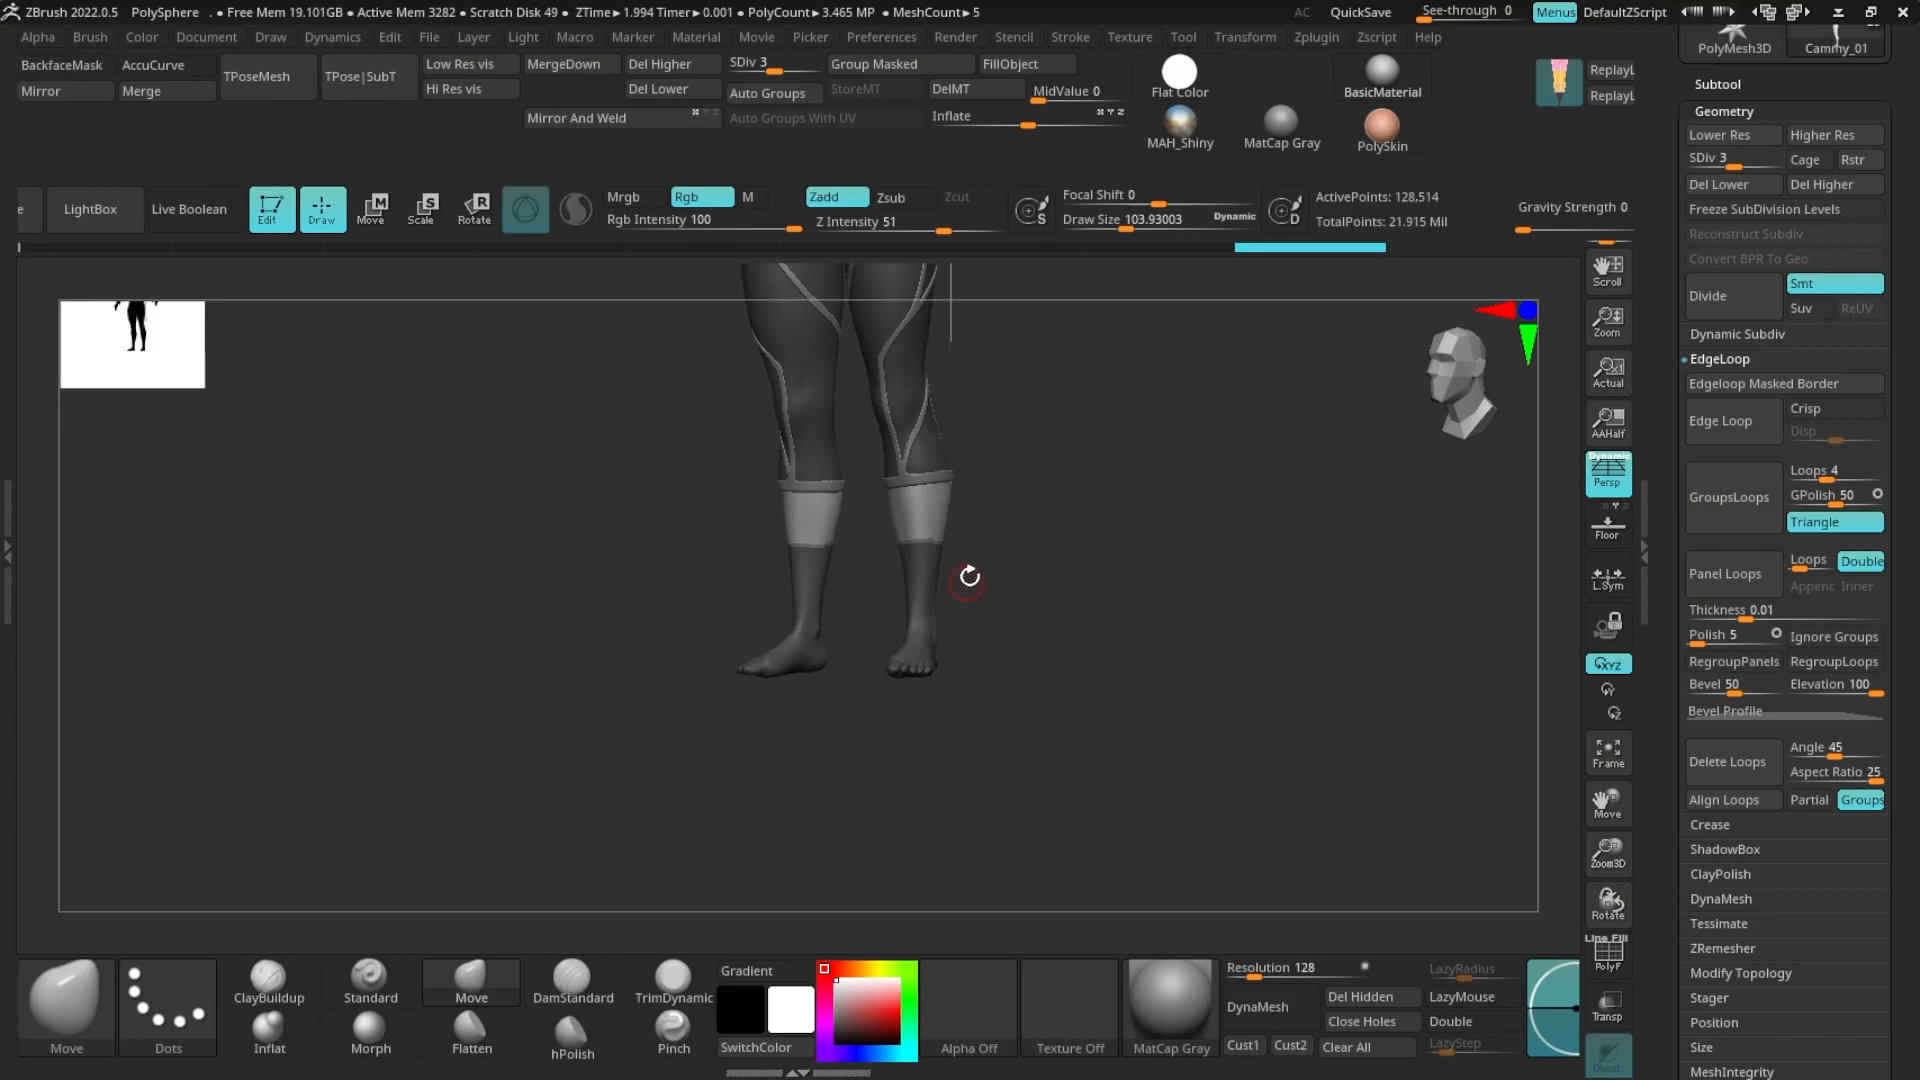 ZBrush 2022.0.5 PolySphere . ● Free Mem 19.101GB ● Active Mem 3282 ● Scratch Disk 49 ● ZTime▸1.994 Timer▸0.001 ● PolyCount▸3.465 MP ● MeshCount▸5 AC QuickSave See-through 0 Menus DefaultZScript
Alpha Brush Color Document Draw Dynamics Edit File Layer Light Macro Marker Material Movie Picker Preferences Render Stencil Stroke Texture Tool Transform Zplugin Zscript Help
BackfaceMask AccuCurve TPoseMesh TPose|SubT Low Res vis MergeDown Del Higher SDiv 3 Group Masked FillObject
Mirror Merge Hi Res vis Del Lower Auto Groups StoreMT DelMT MidValue 0
Mirror And Weld Auto Groups With UV Inflate
Flat Color BasicMaterial
MAH_Shiny MatCap Gray PolySkin
ReplayL
ReplayL
PolyMesh3D Cammy_01
e LightBox Live Boolean Edit Draw Move Scale Rotate
Mrgb Rgb M Zadd Zsub Zcut
Rgb Intensity 100 Z Intensity 51
S Focal Shift 0
Draw Size 103.93003 Dynamic D
ActivePoints: 128,514
TotalPoints: 21.915 Mil
Gravity Strength 0
Scroll
Zoom
Actual
AAHalf
Dynamic
Persp
Floor
L.Sym
XYZ
Frame
Move
Zoom3D
Rotate
Line Fill
PolyF
Transp
Ghost
Subtool
Geometry
Lower Res Higher Res
SDiv 3 Cage Rstr
Del Lower Del Higher
Freeze SubDivision Levels
Reconstruct Subdiv
Convert BPR To Geo
Divide Smt
Suv ReUV
Dynamic Subdiv
EdgeLoop
Edgeloop Masked Border
Edge Loop Crisp
Disp
GroupsLoops Loops 4
GPolish 50
Triangle
Panel Loops Loops Double
Appenc Inner
Thickness 0.01
Polish 5 Ignore Groups
RegroupPanels RegroupLoops
Bevel 50 Elevation 100
Bevel Profile
Delete Loops Angle 45
Aspect Ratio 25
Align Loops Partial Groups
Crease
ShadowBox
ClayPolish
DynaMesh
Tessimate
ZRemesher
Modify Topology
Stager
Position
Size
MeshIntegrity
Move Dots ClayBuildup Standard Move DamStandard TrimDynamic
Inflat Morph Flatten hPolish Pinch
Gradient
SwitchColor
Alpha Off Texture Off MatCap Gray
Resolution 128 LazyRadius
DynaMesh Del Hidden LazyMouse
Close Holes Double
Cust1 Cust2 Clear All LazyStep